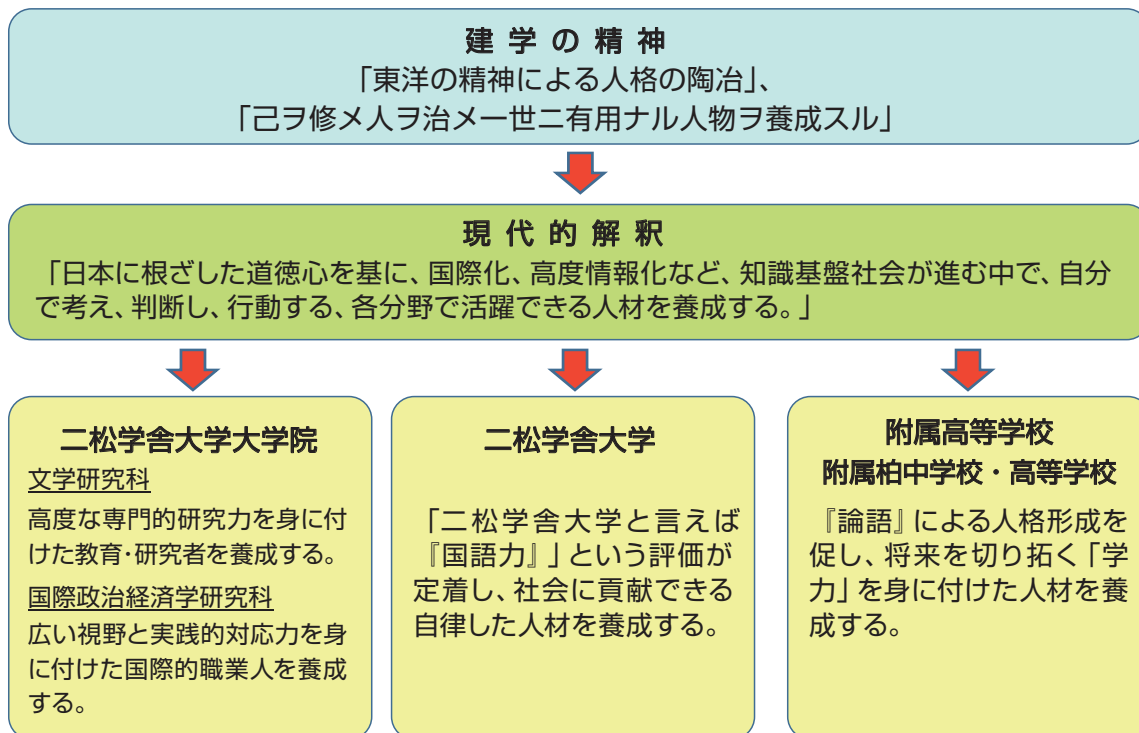 建学の精神
「東洋の精神による人格の陶冶」、
「己ヲ修メ人ヲ治メ一世ニ有用ナル人物ヲ養成スル」
現代的解釈
「日本に根ざした道徳心を基に、国際化、高度情報化など、知識基盤社会が進む中で、自分
で考え、判断し、行動する、各分野で活躍できる人材を養成する。」
二松学舎大学大学院
文学研究科
高度な専門的研究力を身に付
けた教育・研究者を養成する。
国際政治経済学研究科
広い視野と実践的対応力を身
に付けた国際的職業人を養成
する。
二松学舎大学
「二松学舎大学と言えば
『国語力』」という評価が
定着し、社会に貢献できる
自律した人材を養成する。
附属高等学校
附属柏中学校・高等学校
『論語』による人格形成を
促し、将来を切り拓く「学
力」を身に付けた人材を養
成する。